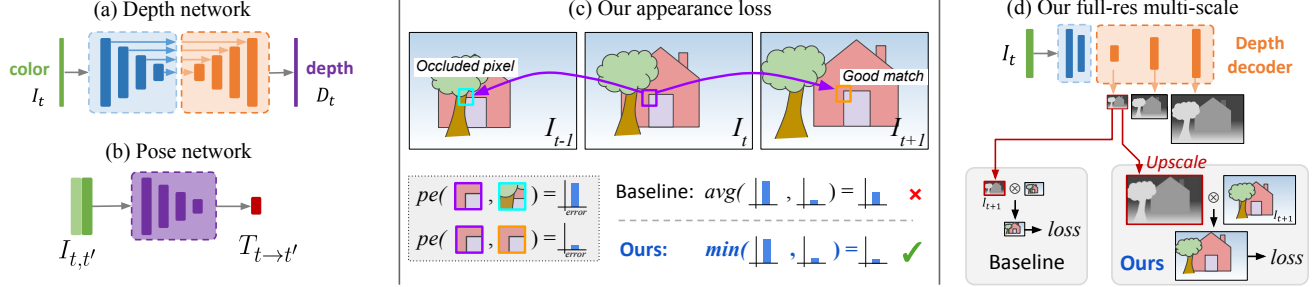 (a) Depth network
color
I_t
depth
D_t
(b) Pose network
I_{t,t'}
T_{t→t'}
(c) Our appearance loss
Occluded pixel
Good match
I_{t-1}
I_t
I_{t+1}
pe( , ) =
error
pe( , ) =
error
Baseline: avg( , ) = ×
Ours: min( , ) = ✓
(d) Our full-res multi-scale
I_t
Depth
decoder
Upscale
I_{t+1}
⊗
→ loss
Baseline
⊗
I_{t+1}
→ loss
Ours